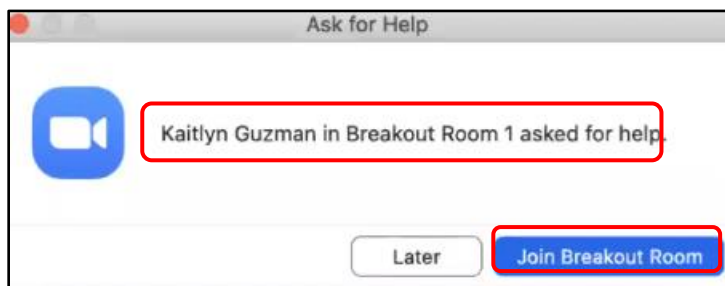 Ask for Help
Kaitlyn Guzman in Breakout Room 1 asked for help.
Later
Join Breakout Room